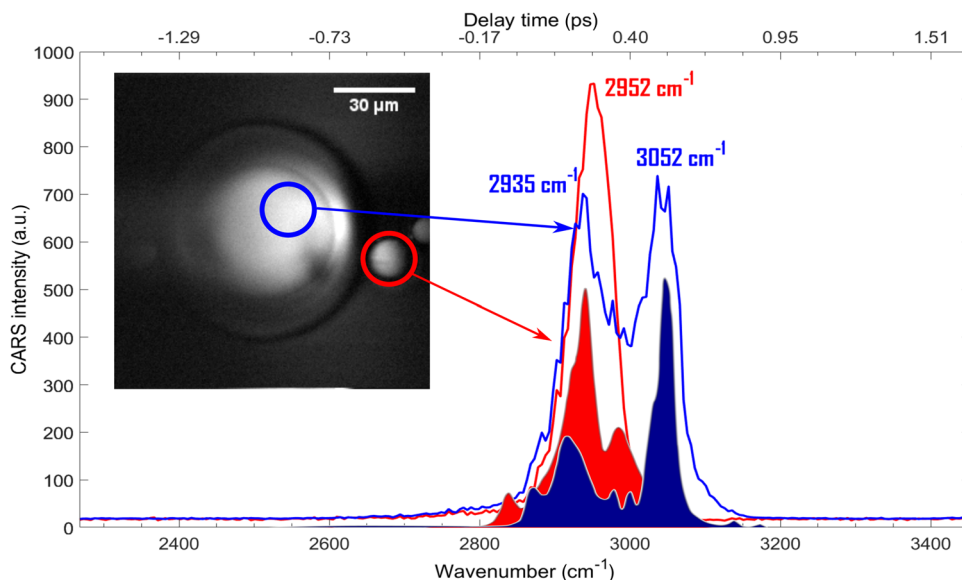 Delay time (ps)
-1.29 -0.73 -0.17 0.40 0.95 1.51
1000
900
800
700
600
500
400
300
200
100
0
CARS intensity (a.u.)
30 μm
2952 cm⁻¹
2935 cm⁻¹
3052 cm⁻¹
2400 2600 2800 3000 3200 3400
Wavenumber (cm⁻¹)